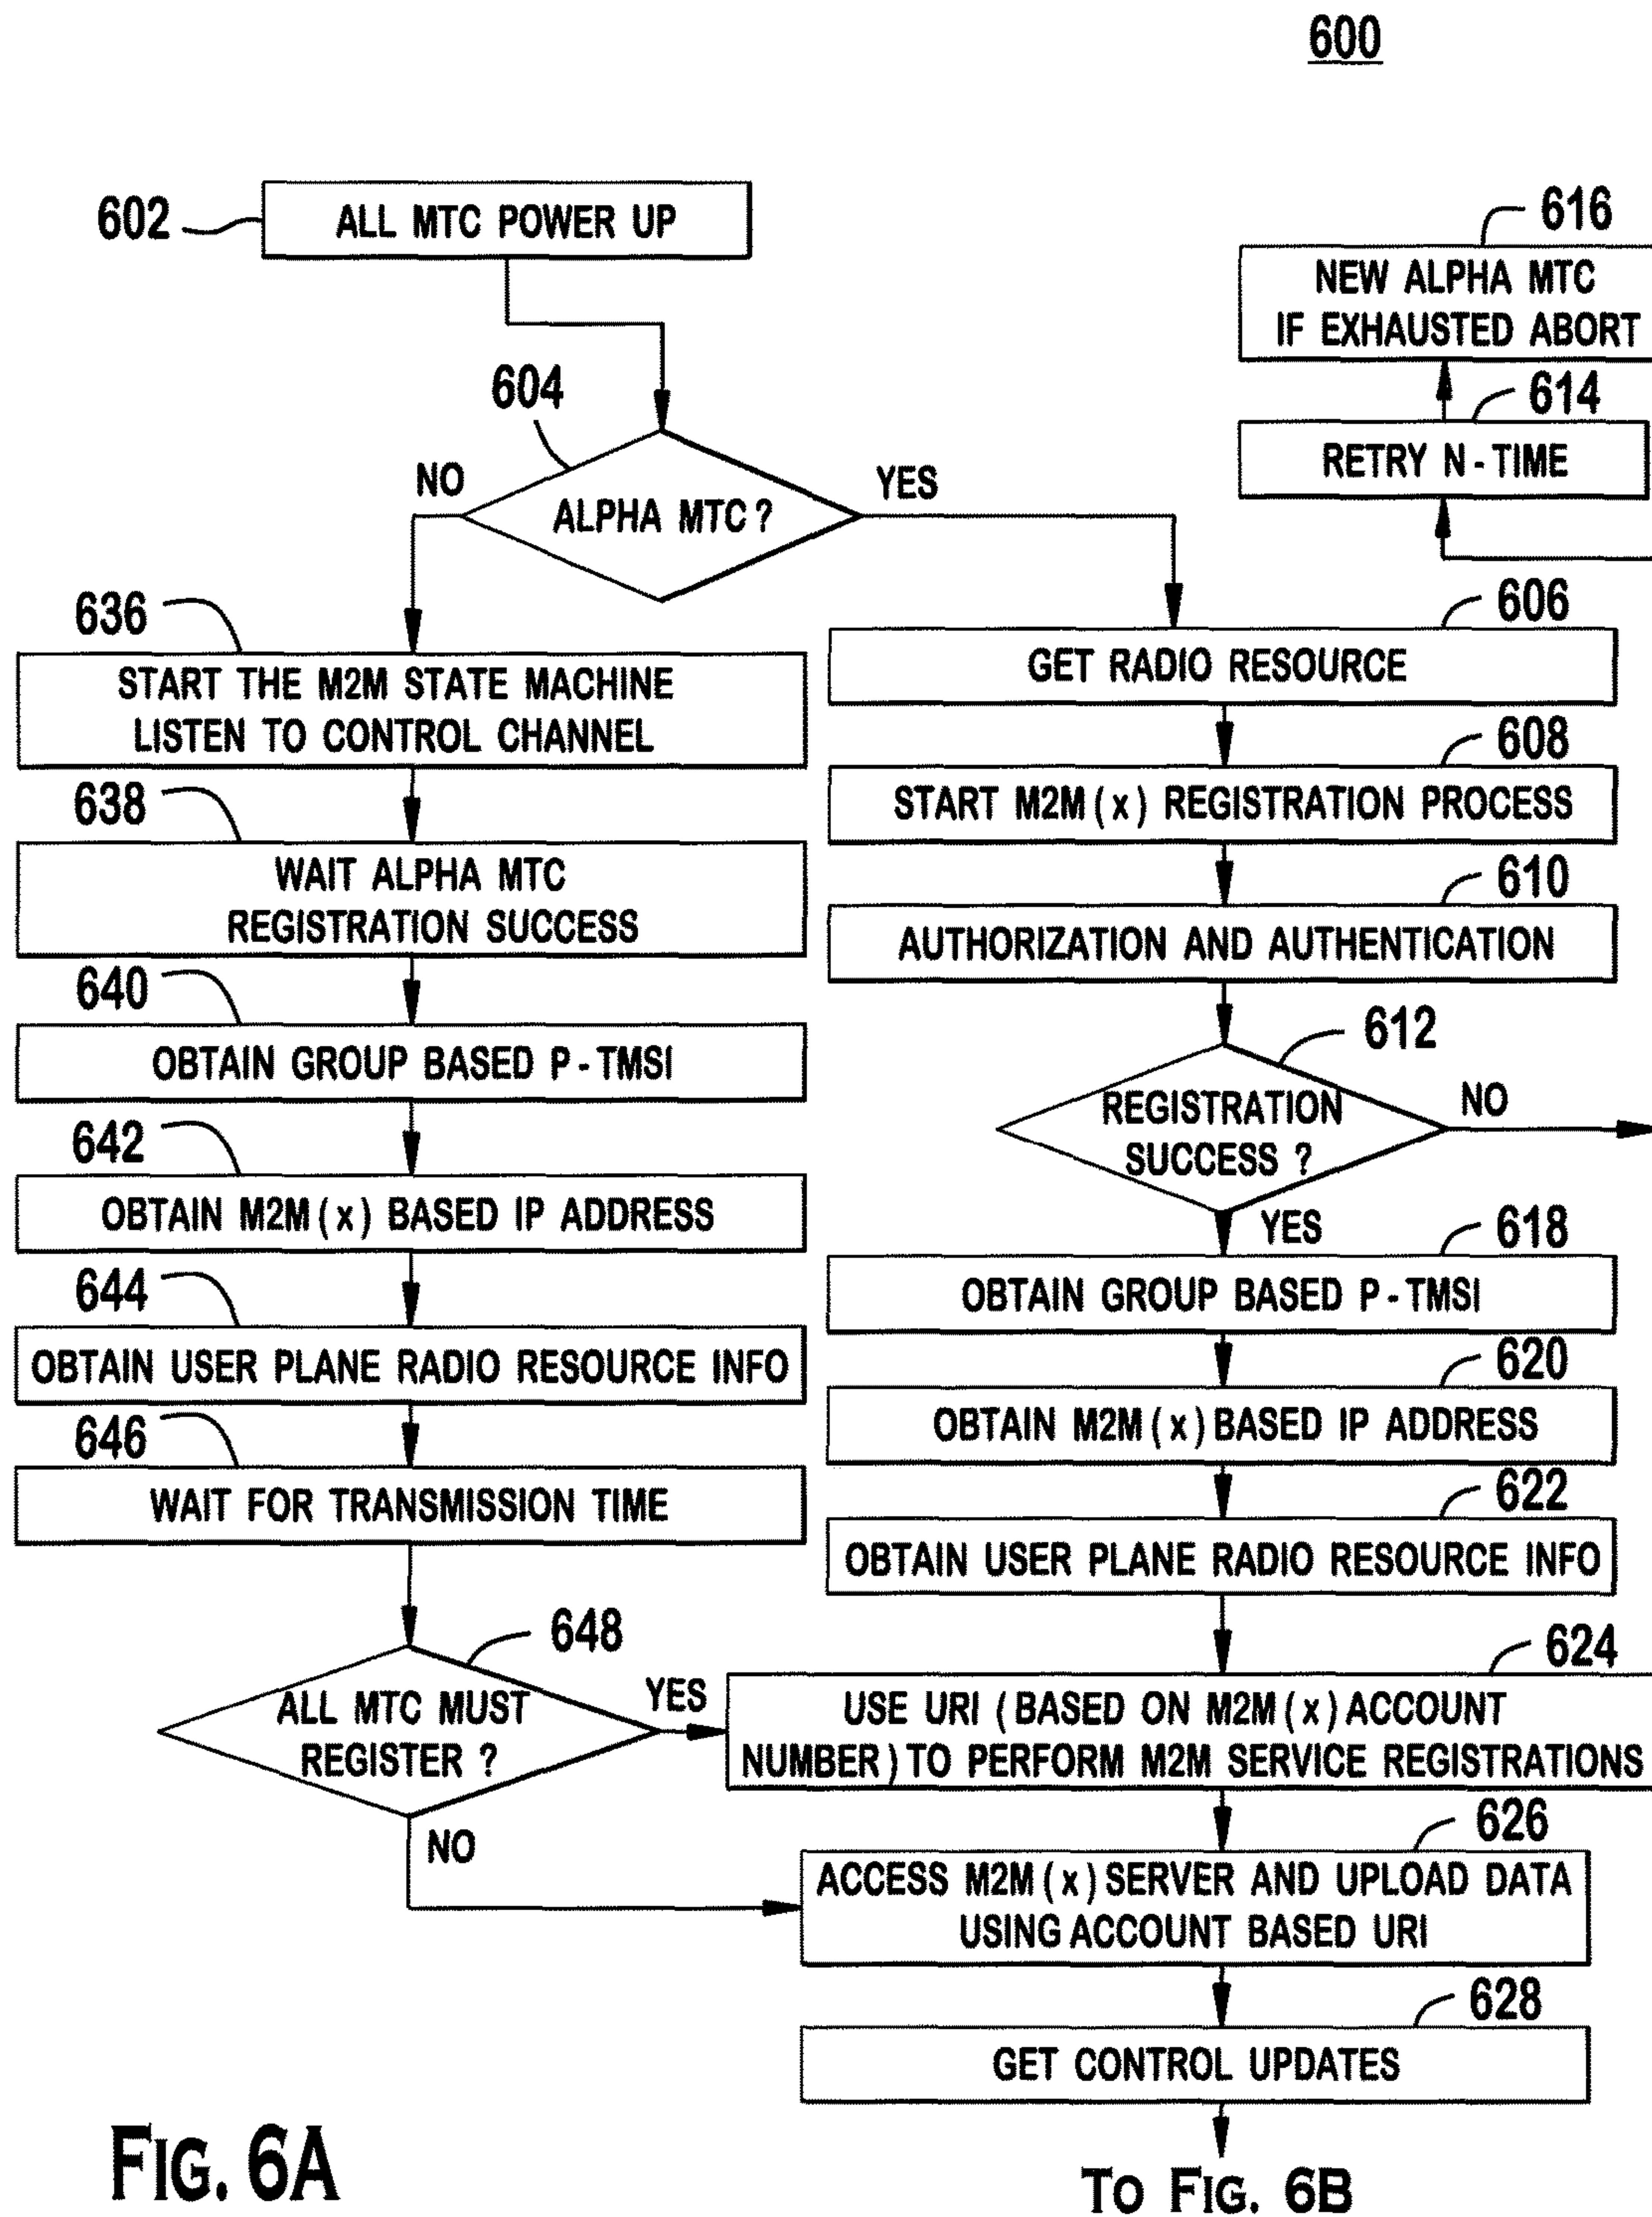 600
602
ALL MTC POWER UP
616
NEW ALPHA MTC
IF EXHAUSTED ABORT
614
RETRY N - TIME
604
NO
YES
ALPHA MTC ?
636
START THE M2M STATE MACHINE
LISTEN TO CONTROL CHANNEL
638
WAIT ALPHA MTC
REGISTRATION SUCCESS
640
OBTAIN GROUP BASED P - TMSI
642
OBTAIN M2M ( x ) BASED IP ADDRESS
644
OBTAIN USER PLANE RADIO RESOURCE INFO
646
WAIT FOR TRANSMISSION TIME
648
ALL MTC MUST
REGISTER ?
YES
NO
606
GET RADIO RESOURCE
608
START M2M ( x ) REGISTRATION PROCESS
610
AUTHORIZATION AND AUTHENTICATION
612
REGISTRATION
SUCCESS ?
NO
YES
618
OBTAIN GROUP BASED P - TMSI
620
OBTAIN M2M ( x ) BASED IP ADDRESS
622
OBTAIN USER PLANE RADIO RESOURCE INFO
624
USE URI ( BASED ON M2M ( x ) ACCOUNT
NUMBER ) TO PERFORM M2M SERVICE REGISTRATIONS
626
ACCESS M2M ( x ) SERVER AND UPLOAD DATA
USING ACCOUNT BASED URI
628
GET CONTROL UPDATES
FIG. 6A
TO FIG. 6B